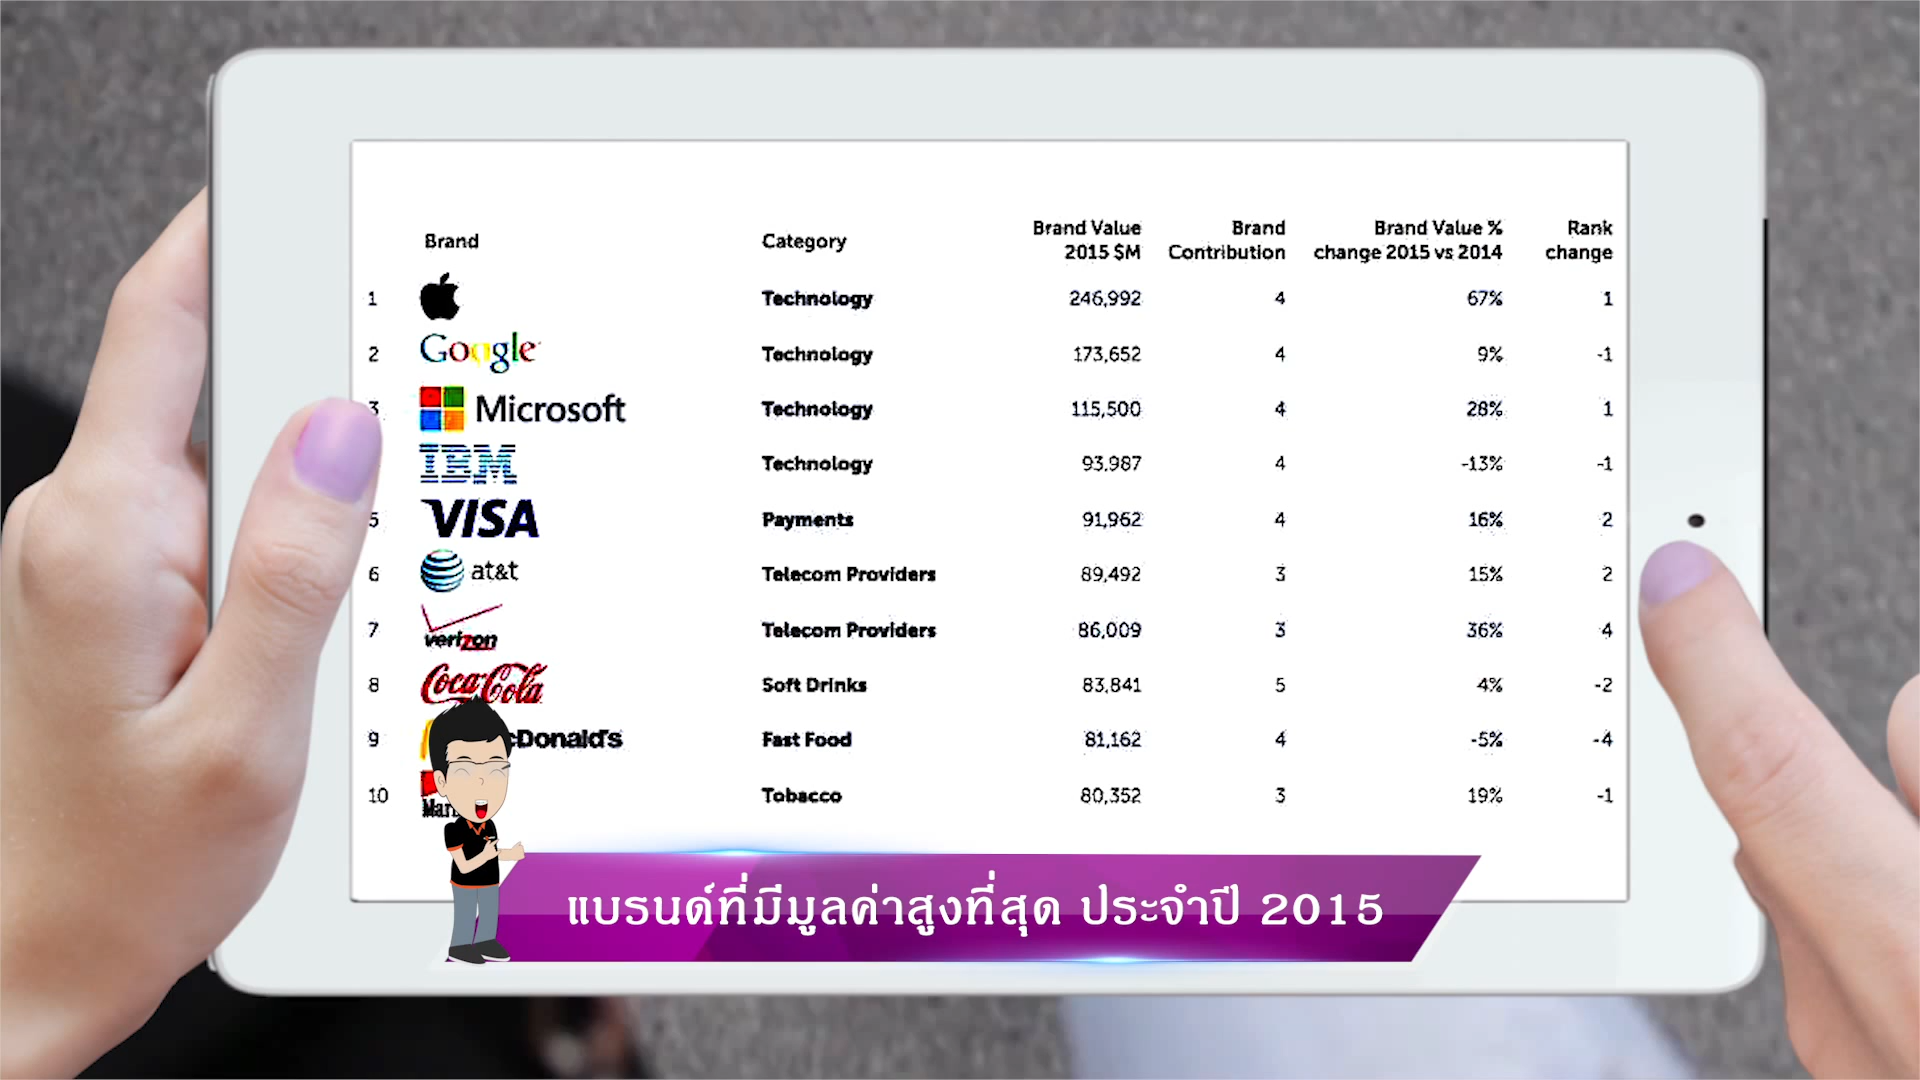 Brand Category Brand Value 2015 $M Brand Contribution Brand Value % change 2015 vs 2014 Rank change
1 Technology 246,992 4 67% 1
2 Google Technology 173,652 4 9% -1
3 Microsoft Technology 115,500 4 28% 1
IBM Technology 93,987 4 -13% -1
5 VISA Payments 91,962 4 16% 2
6 at&t Telecom Providers 89,492 3 15% 2
7 verizon Telecom Providers 86,009 3 36% 4
8 Coca-Cola Soft Drinks 83,841 5 4% -2
9 cDonald's Fast Food 81,162 4 -5% -4
10 Tobacco 80,352 3 19% -1
แบรนด์ที่มีมูลค่าสูงที่สุด ประจำปี 2015